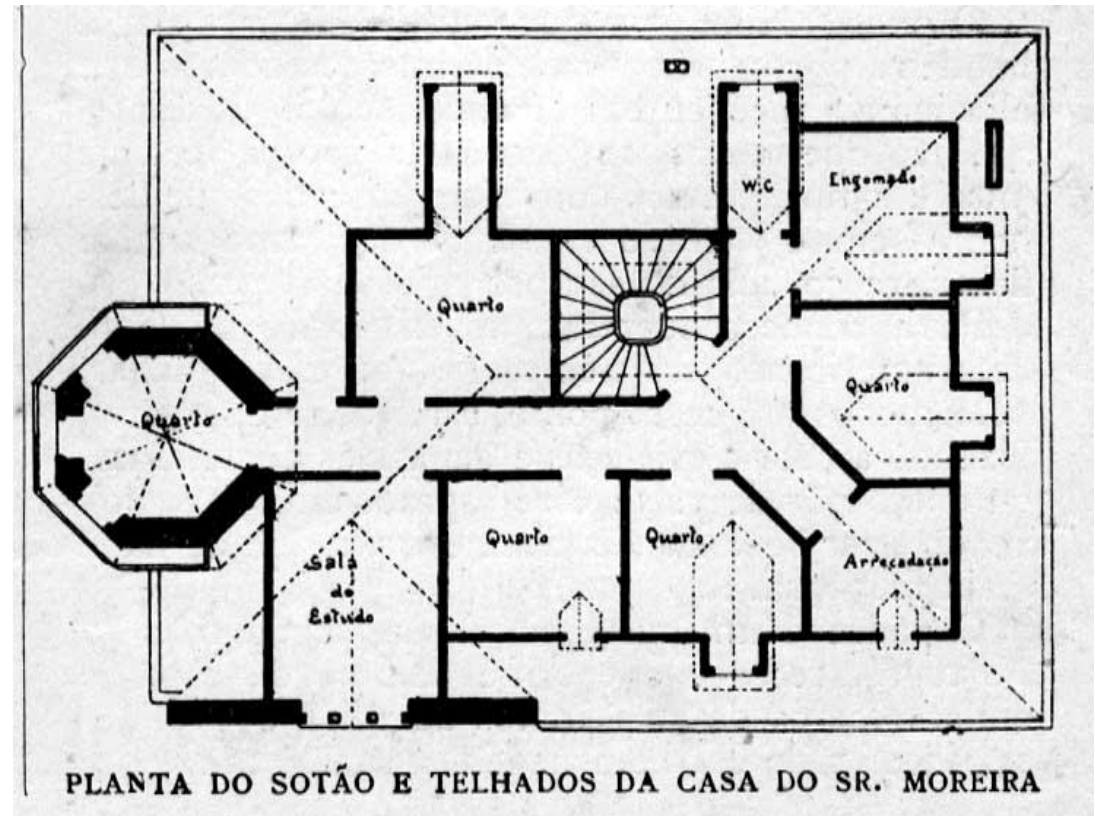 W.C
Engomado
Quarto
Quarto
Quarto
Sala
de
Estudo
Quarto
Quarto
Arrecadação
PLANTA DO SOTÃO E TELHADOS DA CASA DO SR. MOREIRA